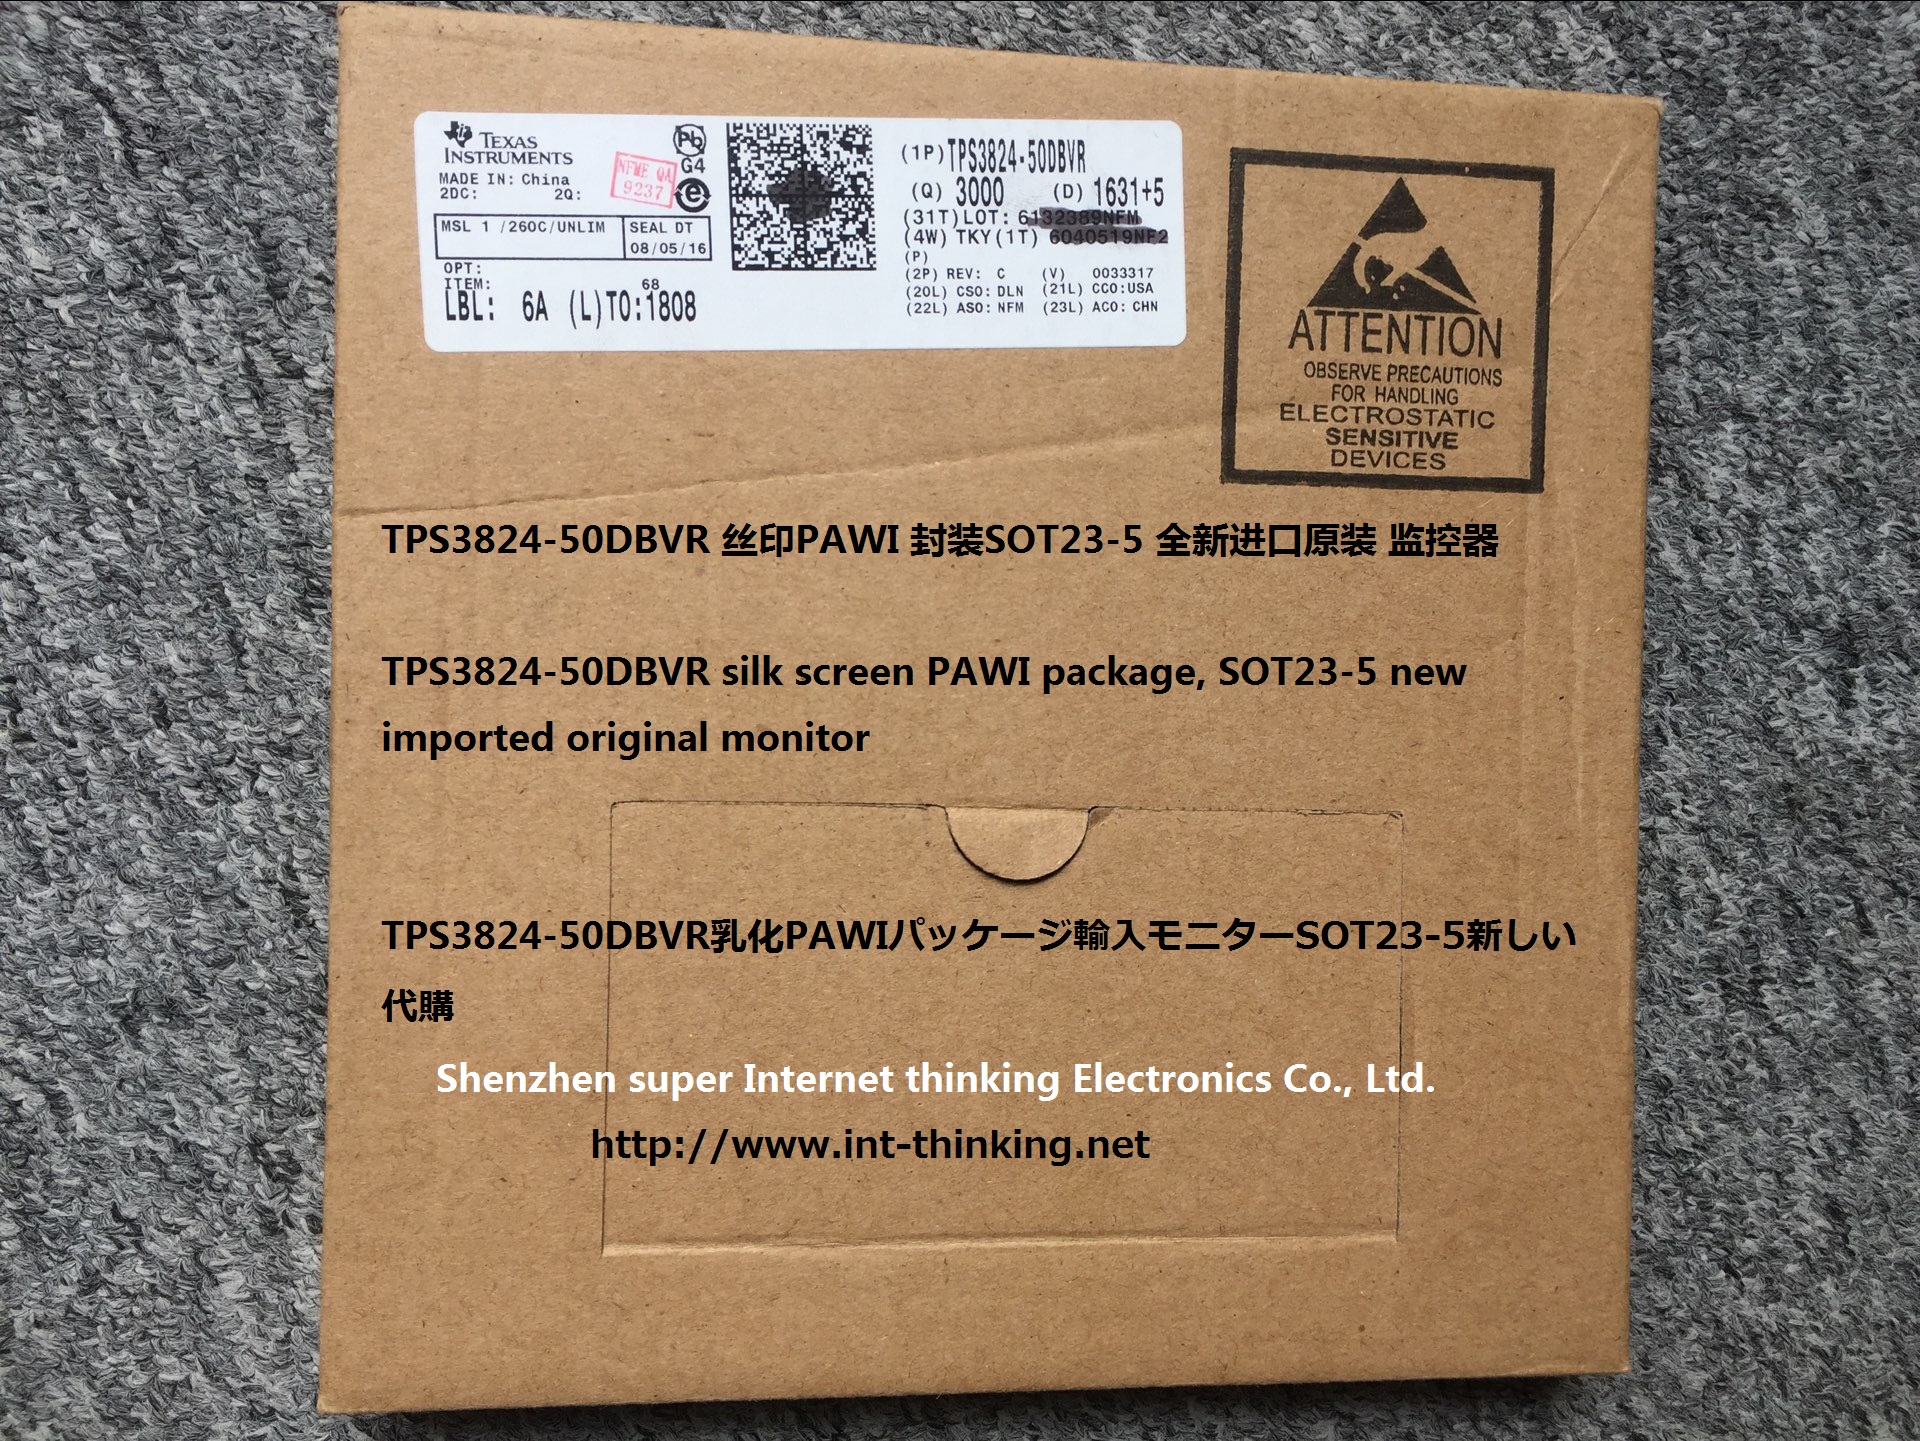 TEXAS
INSTRUMENTS
MADE IN: China
2DC: 2Q:
Pb
G4
e
NFME QA
9237
MSL 1 /260C/UNLIM
SEAL DT
08/05/16
OPT:
ITEM: 68
LBL: 6A (L)TO:1808
(1P)TPS3824-50DBVR
(Q) 3000 (D) 1631+5
(31T)LOT: 6132389NFM
(4W) TKY(1T) 6040519NF2
(P)
(2P) REV: C (V) 0033317
(20L) CSO: DLN (21L) CCO:USA
(22L) ASO: NFM (23L) ACO: CHN
ATTENTION
OBSERVE PRECAUTIONS
FOR HANDLING
ELECTROSTATIC
SENSITIVE
DEVICES
TPS3824-50DBVR 丝印PAWI 封装SOT23-5 全新进口原装 监控器
TPS3824-50DBVR silk screen PAWI package, SOT23-5 new
imported original monitor
TPS3824-50DBVR乳化PAWIパッケージ輸入モニターSOT23-5新しい
代購
Shenzhen super Internet thinking Electronics Co., Ltd.
http://www.int-thinking.net